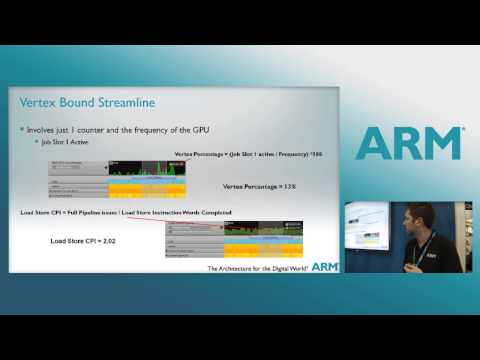 Vertex Bound Streamline
Involves just 1 counter and the frequency of the GPU
Job Slot 1 Active
Vertex Percentage = (Job Slot 1 active / Frequency) *100
Vertex Percentage = 13%
Load Store CPI = Full Pipeline issues / Load Store Instruction Words Completed
Load Store CPI = 2.02
The Architecture for the Digital World®
ARM®
ARM®
ARM